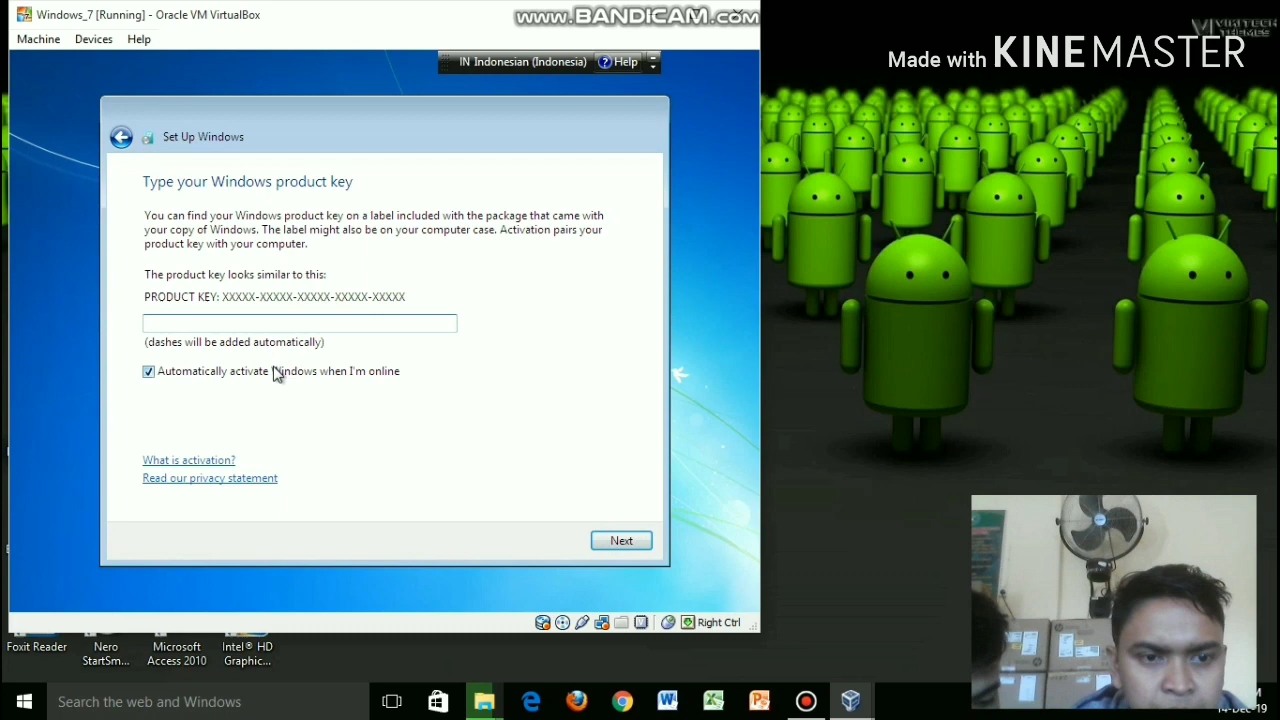 Windows_7 [Running] - Oracle VM VirtualBox
www.BANDICAM.com
Machine Devices Help
Made with KINEMASTER
IN Indonesian (Indonesia) Help
Set Up Windows
Type your Windows product key
You can find your Windows product key on a label included with the package that came with
your copy of Windows. The label might also be on your computer case. Activation pairs your
product key with your computer.
The product key looks similar to this:
PRODUCT KEY: XXXXX-XXXXX-XXXXX-XXXXX-XXXXX
(dashes will be added automatically)
Automatically activate Windows when I'm online
What is activation?
Read our privacy statement
Next
Right Ctrl
Foxit Reader
Nero
StartSm...
Microsoft
Access 2010
Intel® HD
Graphic...
Search the web and Windows
14-Dec-19